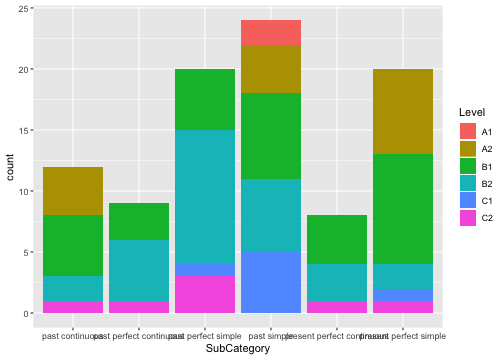 25
20
15
10
5
0
count
past continuous
past perfect continuous
past perfect simple
past simple
present perfect continuous
present perfect simple
SubCategory
Level
A1
A2
B1
B2
C1
C2